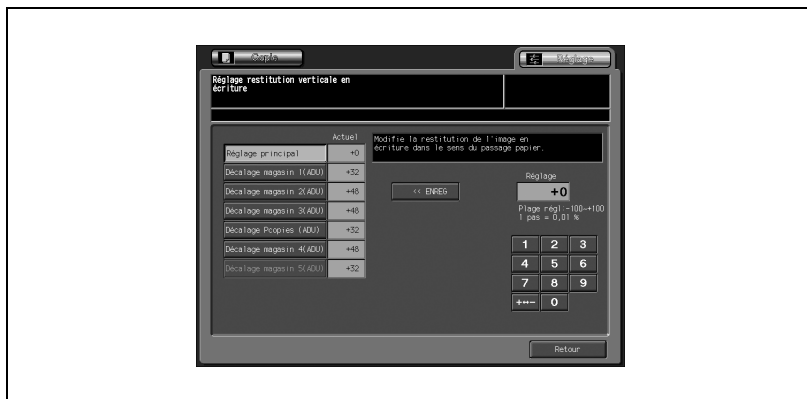 Copie
Réglage
Réglage restitution verticale en
écriture
Actuel
Modifie la restitution de l'image en
écriture dans le sens du passage papier.
Réglage principal +0
Décalage magasin 1(ADU) +32
Décalage magasin 2(ADU) +48
Décalage magasin 3(ADU) +48
Décalage Pcopies (ADU) +32
Décalage magasin 4(ADU) +48
Décalage magasin 5(ADU) +32
<< ENREG
Réglage
+0
Plage régl:-100~+100
1 pas = 0,01 %
1 2 3
4 5 6
7 8 9
+↔- 0
Retour